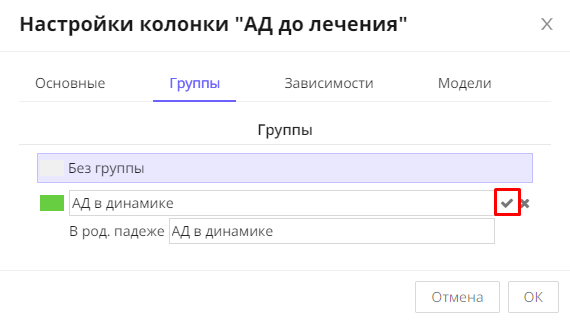 Настройки колонки "АД до лечения"
Основные Группы Зависимости Модели
Группы
Без группы
АД в динамике
В род. падеже АД в динамике
Отмена ОК